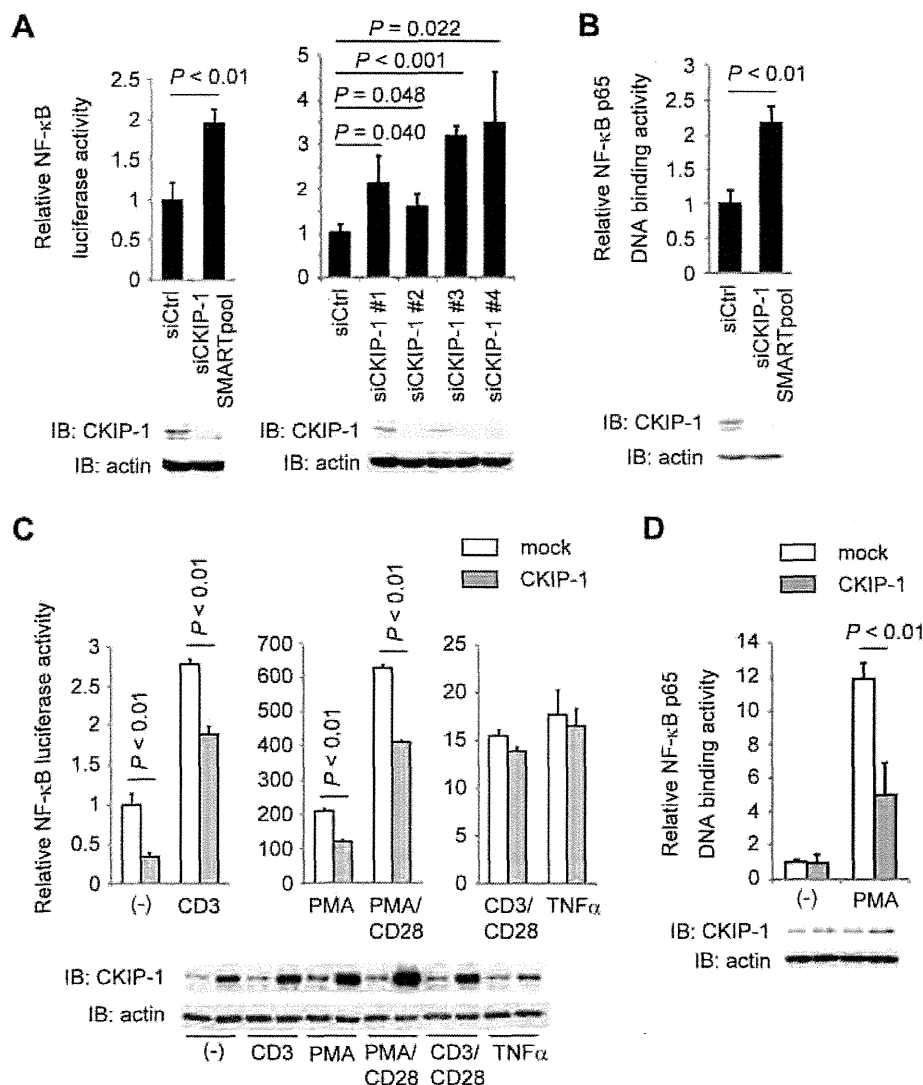 A
Relative NF-κB
luciferase activity
2.5
2
1.5
1
0.5
0
P < 0.01
siCtrl
siCKIP-1
SMARTpool
IB: CKIP-1
IB: actin
5
4
3
2
1
0
P = 0.022
P < 0.001
P = 0.048
P = 0.040
siCtrl
siCKIP-1 #1
siCKIP-1 #2
siCKIP-1 #3
siCKIP-1 #4
IB: CKIP-1
IB: actin
B
Relative NF-κB p65
DNA binding activity
3
2.5
2
1.5
1
0.5
0
P < 0.01
siCtrl
siCKIP-1
SMARTpool
IB: CKIP-1
IB: actin
C
mock
CKIP-1
Relative NF-κB luciferase activity
3
2.5
2
1.5
1
0.5
0
P < 0.01
P < 0.01
(-)
CD3
700
600
500
400
300
200
100
0
P < 0.01
P < 0.01
PMA
PMA/
CD28
25
20
15
10
5
0
CD3/
CD28
TNFα
IB: CKIP-1
IB: actin
(-)
CD3
PMA
PMA/
CD28
CD3/
CD28
TNFα
D
mock
CKIP-1
Relative NF-κB p65
DNA binding activity
14
12
10
8
6
4
2
0
P < 0.01
(-)
PMA
IB: CKIP-1
IB: actin